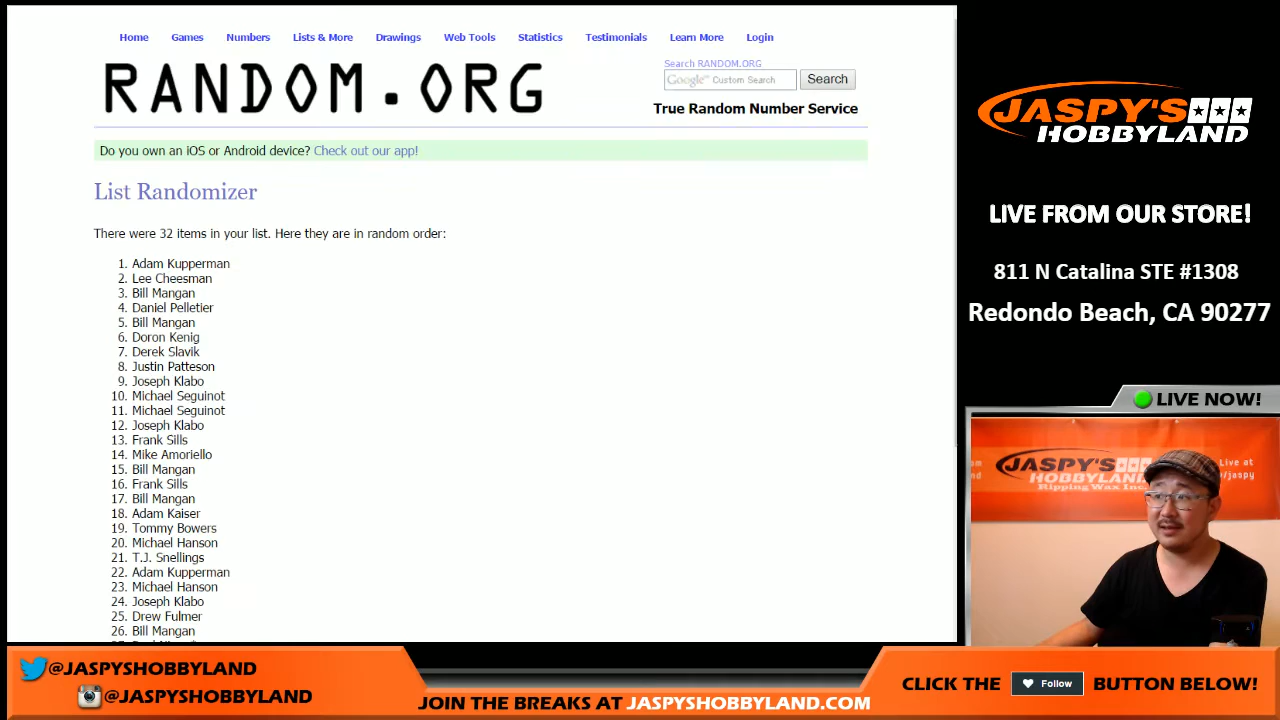 Home Games Numbers Lists & More Drawings Web Tools Statistics Testimonials Learn More Login
RANDOM.ORG
Search RANDOM.ORG
Google™ Custom Search Search
True Random Number Service
Do you own an iOS or Android device? Check out our app!
List Randomizer
There were 32 items in your list. Here they are in random order:
1. Adam Kupperman
2. Lee Cheesman
3. Bill Mangan
4. Daniel Pelletier
5. Bill Mangan
6. Doron Kenig
7. Derek Slavik
8. Justin Patteson
9. Joseph Klabo
10. Michael Seguinot
11. Michael Seguinot
12. Joseph Klabo
13. Frank Sills
14. Mike Amoriello
15. Bill Mangan
16. Frank Sills
17. Bill Mangan
18. Adam Kaiser
19. Tommy Bowers
20. Michael Hanson
21. T.J. Snellings
22. Adam Kupperman
23. Michael Hanson
24. Joseph Klabo
25. Drew Fulmer
26. Bill Mangan
JASPY'S
HOBBYLAND
LIVE FROM OUR STORE!
811 N Catalina STE #1308
Redondo Beach, CA 90277
LIVE NOW!
JASPY'S
HOBBYLAND
Ripping Wax Inc.
Live at
/jaspy
@JASPYSHOBBYLAND
@JASPYSHOBBYLAND
JOIN THE BREAKS AT JASPYSHOBBYLAND.COM
CLICK THE Follow BUTTON BELOW!